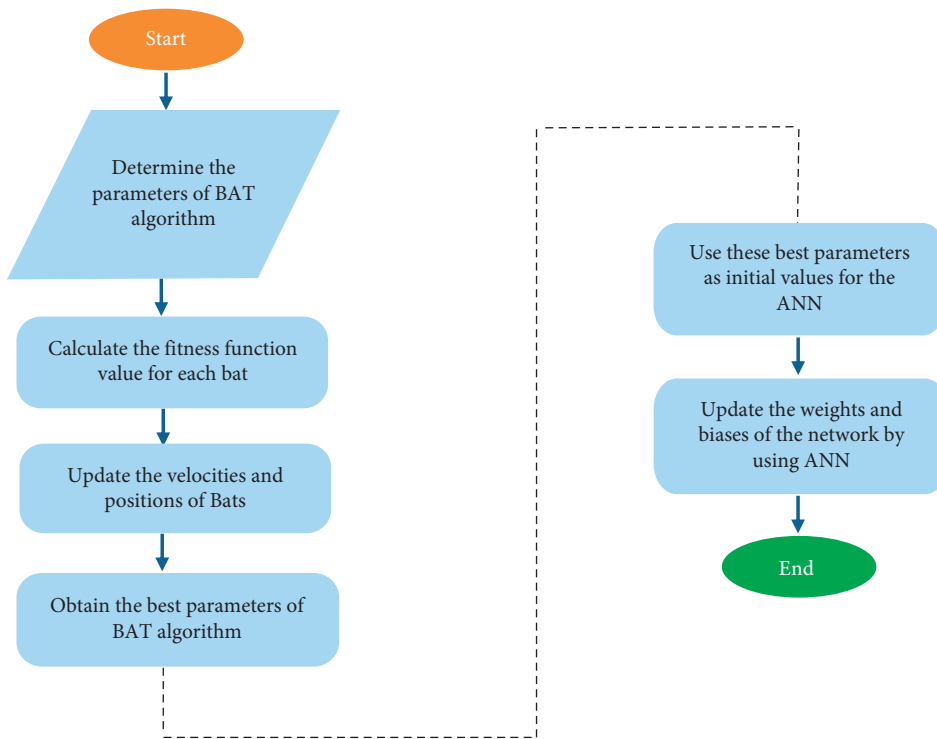 Start
Determine the
parameters of BAT
algorithm
Calculate the fitness function
value for each bat
Update the velocities and
positions of Bats
Obtain the best parameters of
BAT algorithm
Use these best parameters
as initial values for the
ANN
Update the weights and
biases of the network by
using ANN
End